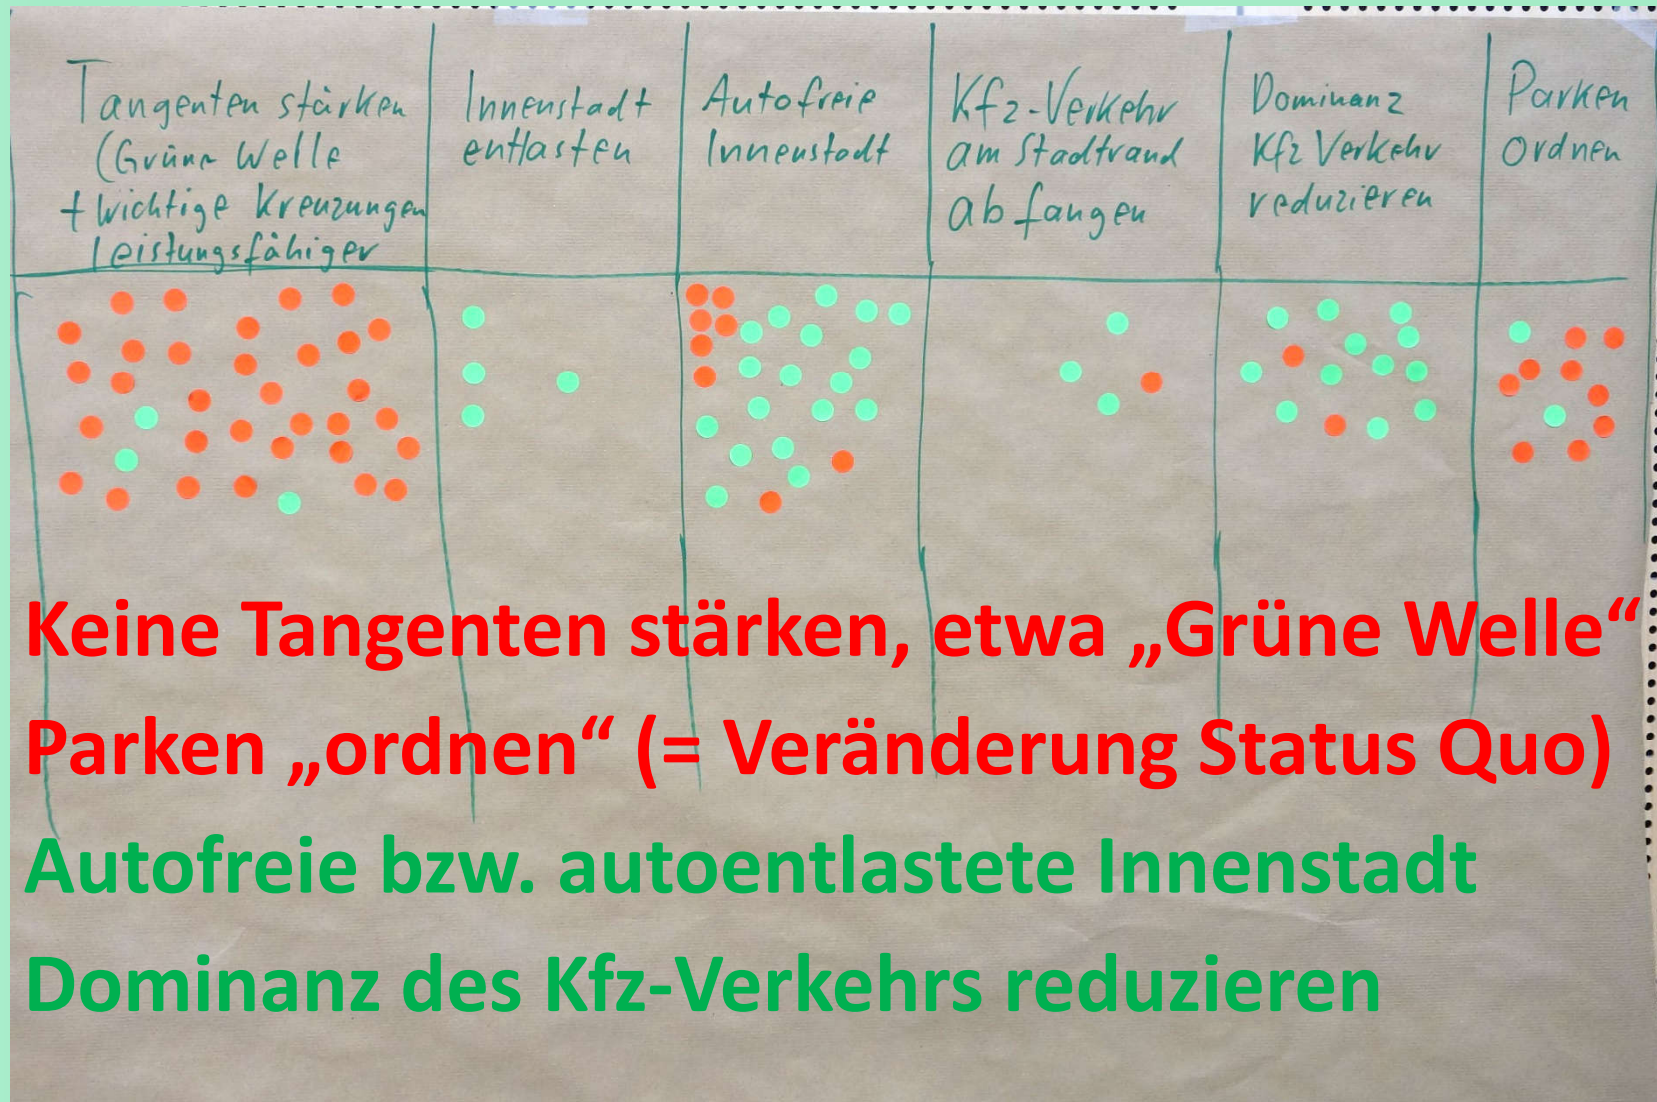 Tangenten stärken
(Grüne Welle
+ wichtige Kreuzungen
leistungsfähiger
Innenstadt
entlasten
Autofreie
Innenstadt
Kfz-Verkehr
am Stadtrand
abfangen
Dominanz
Kfz Verkehr
reduzieren
Parken
ordnen
Keine Tangenten stärken, etwa „Grüne Welle“
Parken „ordnen“ (= Veränderung Status Quo)
Autofreie bzw. autoentlastete Innenstadt
Dominanz des Kfz-Verkehrs reduzieren